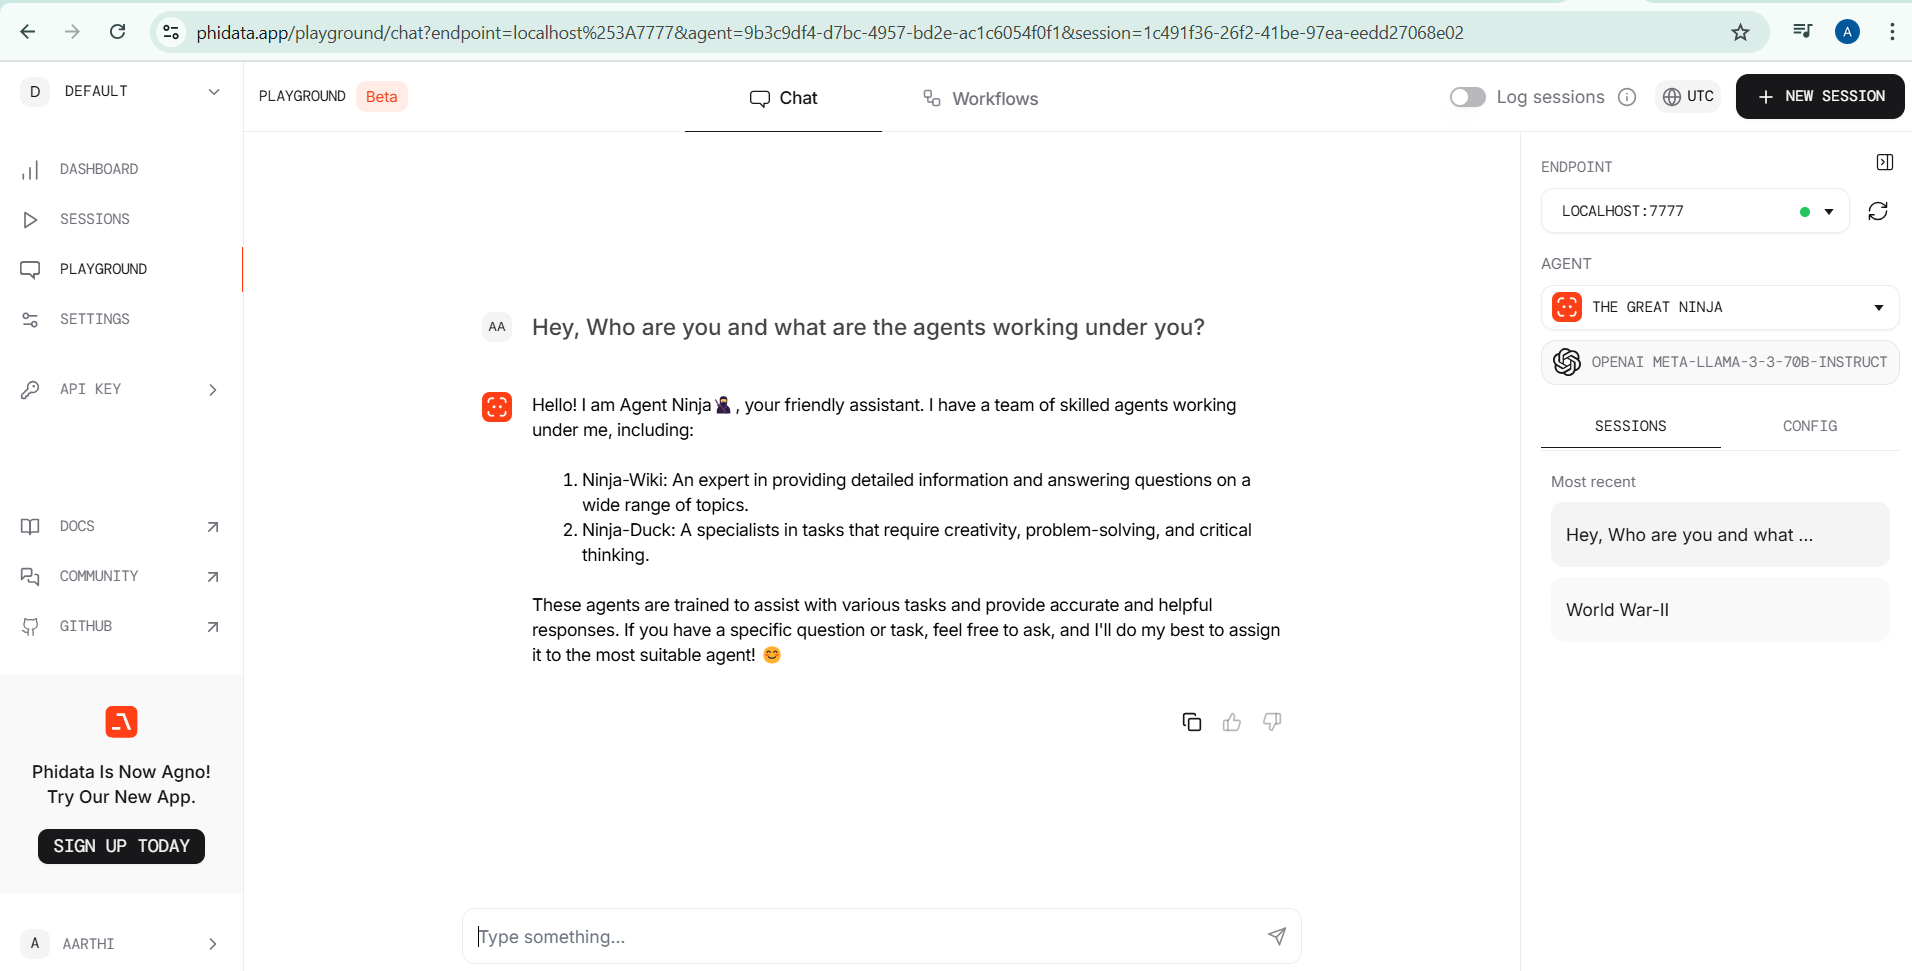 phidata.app/playground/chat?endpoint=localhost%253A7777&agent=9b3c9df4-d7bc-4957-bd2e-ac1c6054f0f1&session=1c491f36-26f2-41be-97ea-eedd27068e02
A
D DEFAULT
DASHBOARD
SESSIONS
PLAYGROUND
SETTINGS
API KEY
DOCS
COMMUNITY
GITHUB
Phidata Is Now Agno!
Try Our New App.
SIGN UP TODAY
A AARTHI
PLAYGROUND Beta
Chat
Workflows
Log sessions
UTC
+ NEW SESSION
AA Hey, Who are you and what are the agents working under you?
Hello! I am Agent Ninja🥷 , your friendly assistant. I have a team of skilled agents working
under me, including:
1. Ninja-Wiki: An expert in providing detailed information and answering questions on a
wide range of topics.
2. Ninja-Duck: A specialists in tasks that require creativity, problem-solving, and critical
thinking.
These agents are trained to assist with various tasks and provide accurate and helpful
responses. If you have a specific question or task, feel free to ask, and I'll do my best to assign
it to the most suitable agent! 😊
Type something...
ENDPOINT
LOCALHOST:7777
AGENT
THE GREAT NINJA
OPENAI META-LLAMA-3-3-70B-INSTRUCT
SESSIONS
CONFIG
Most recent
Hey, Who are you and what ...
World War-II